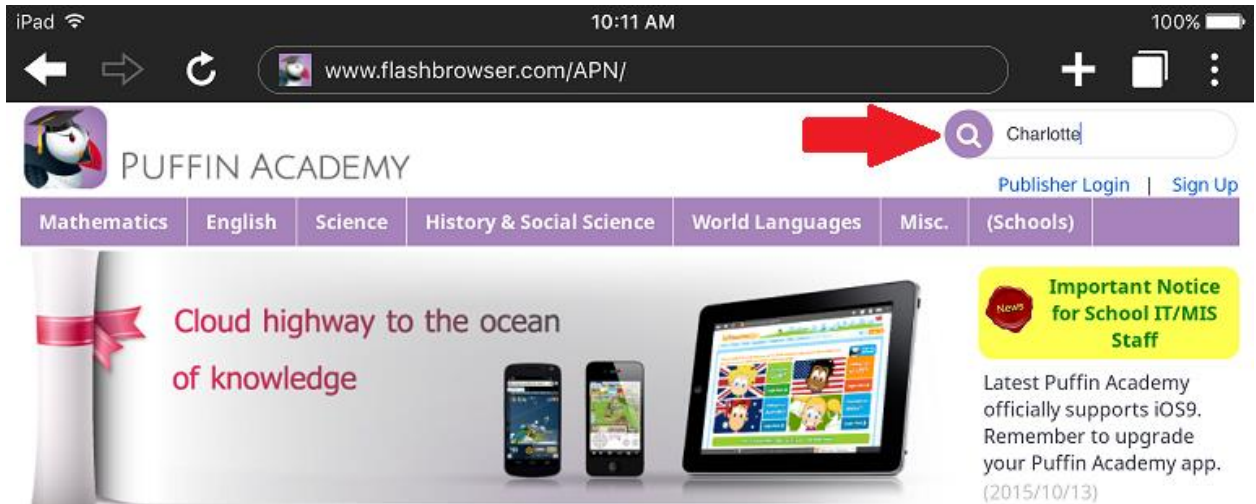 iPad 10:11 AM 100%
www.flashbrowser.com/APN/
PUFFIN ACADEMY
Charlotte
Publisher Login | Sign Up
Mathematics English Science History & Social Science World Languages Misc. (Schools)
Cloud highway to the ocean
of knowledge
News
Important Notice
for School IT/MIS
Staff
Latest Puffin Academy
officially supports iOS9.
Remember to upgrade
your Puffin Academy app.
(2015/10/13)